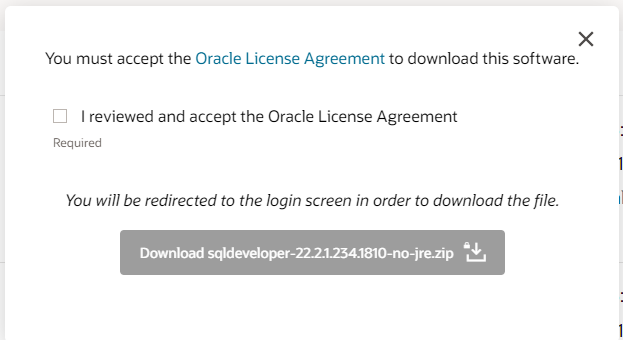 You must accept the Oracle License Agreement to download this software.
I reviewed and accept the Oracle License Agreement
Required
You will be redirected to the login screen in order to download the file.
Download sqldeveloper-22.2.1.234.1810-no-jre.zip